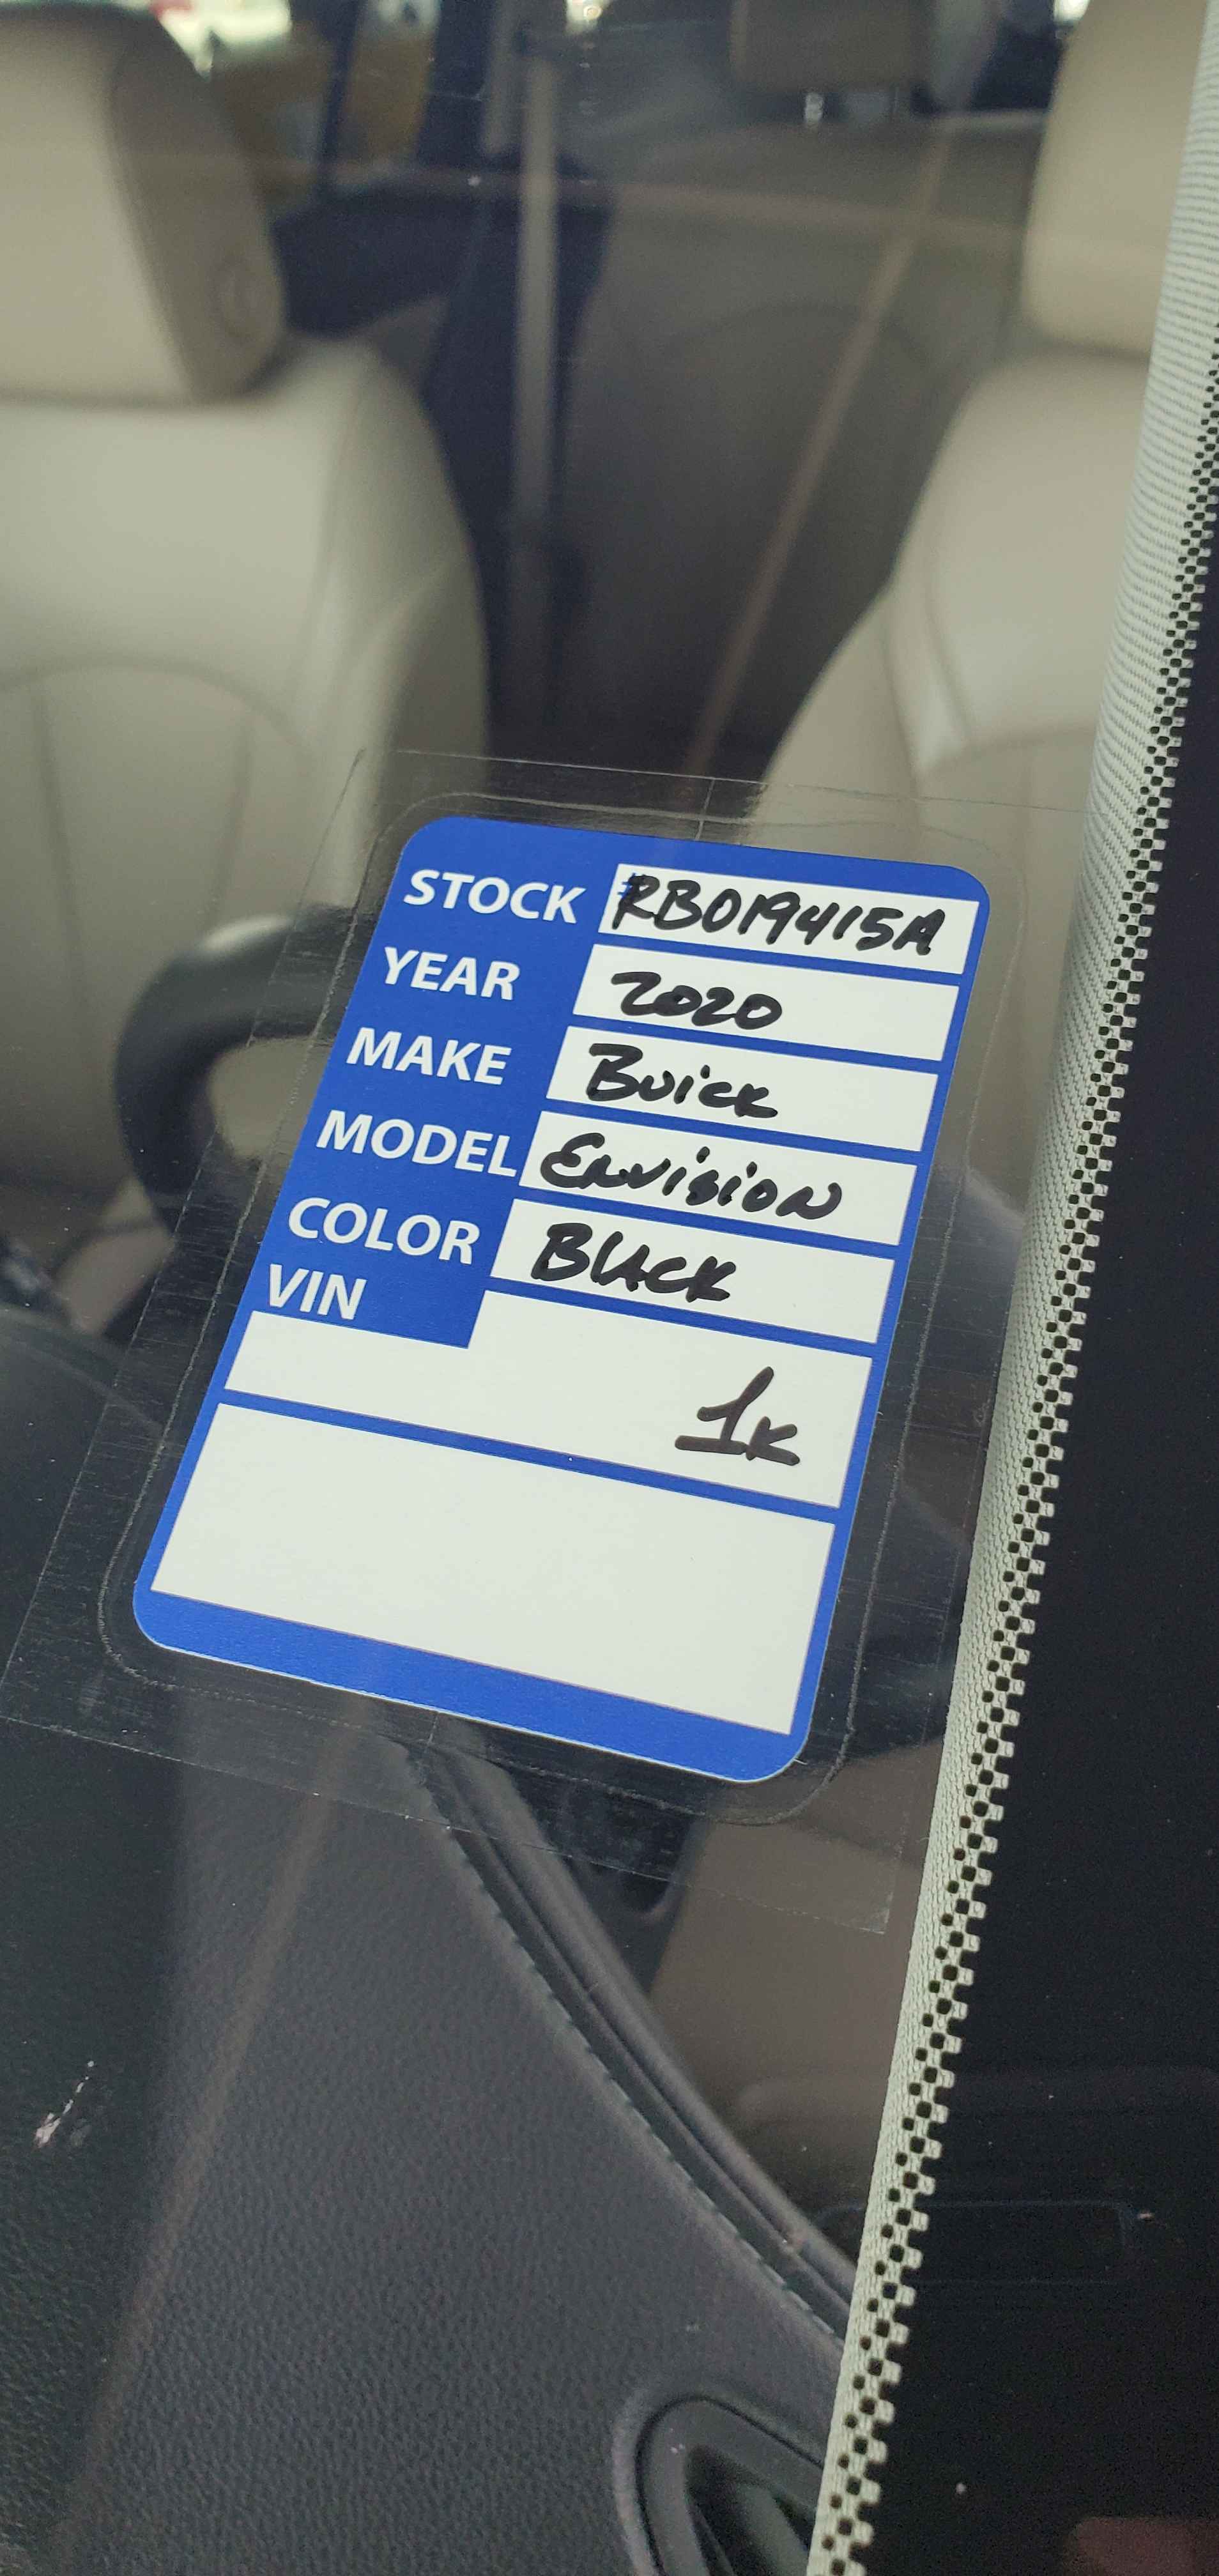 STOCK #RB019415A
YEAR 2020
MAKE Buick
MODEL Envision
COLOR Black
VIN
1K